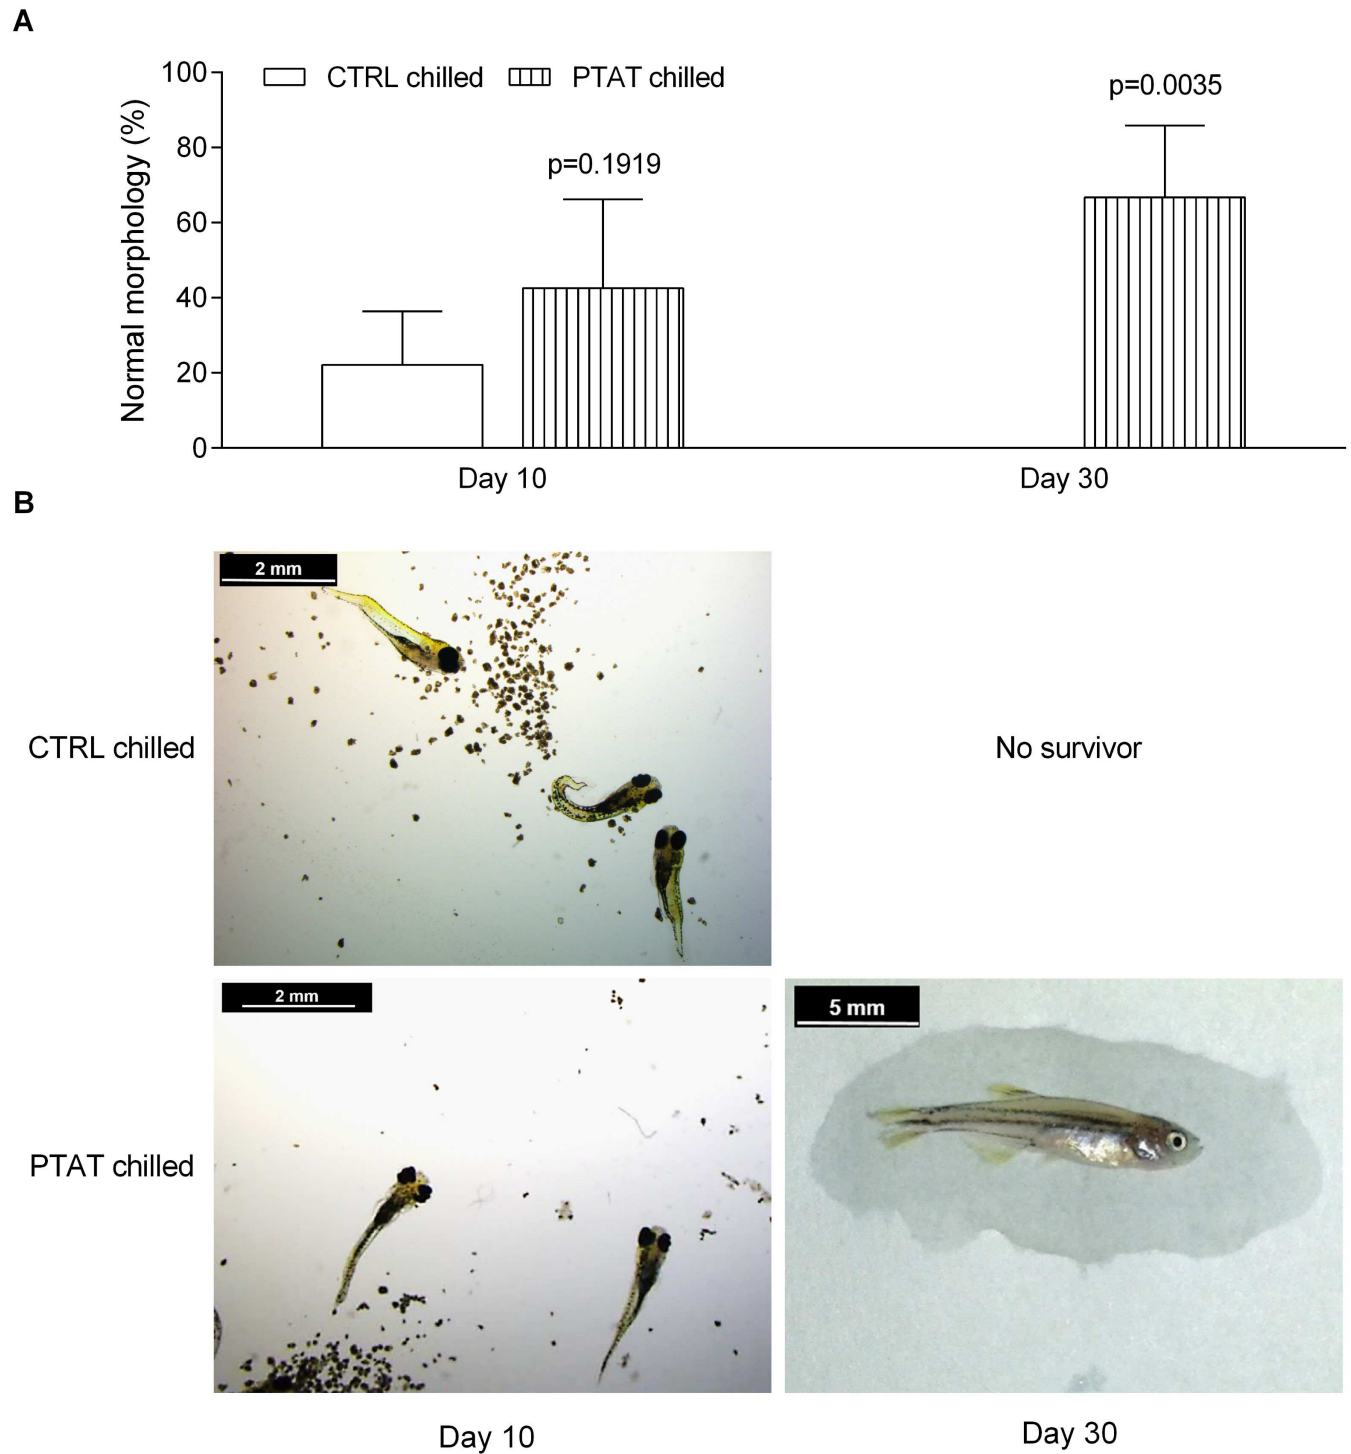 A
CTRL chilled PTAT chilled
p=0.0035
p=0.1919
Normal morphology (%)
100
80
60
40
20
0
Day 10 Day 30
B
2 mm
CTRL chilled
No survivor
2 mm
5 mm
PTAT chilled
Day 10 Day 30